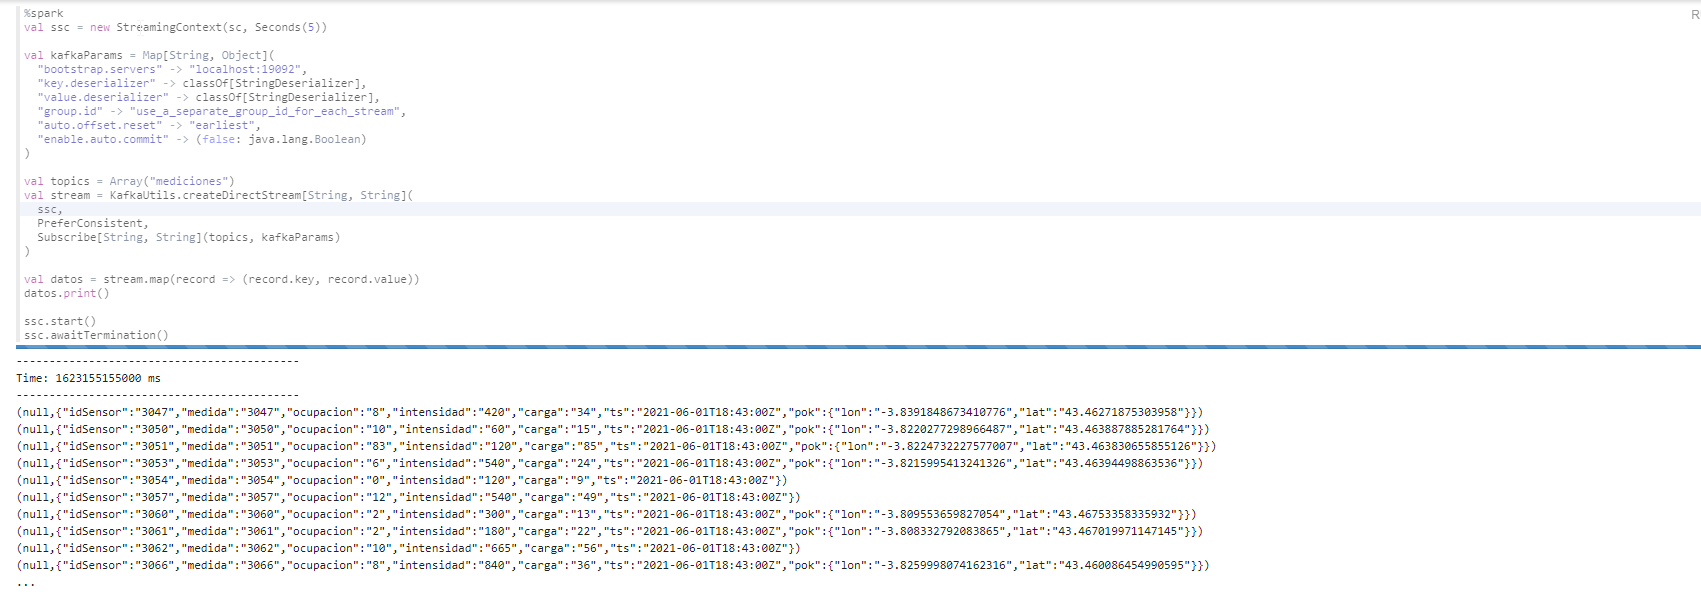 %spark
R
val ssc = new StreamingContext(sc, Seconds(5))
val kafkaParams = Map[String, Object](
"bootstrap.servers" -> "localhost:19092",
"key.deserializer" -> classOf[StringDeserializer],
"value.deserializer" -> classOf[StringDeserializer],
"group.id" -> "use_a_separate_group_id_for_each_stream",
"auto.offset.reset" -> "earliest",
"enable.auto.commit" -> (false: java.lang.Boolean)
)
val topics = Array("mediciones")
val stream = KafkaUtils.createDirectStream[String, String](
ssc,
PreferConsistent,
Subscribe[String, String](topics, kafkaParams)
)
val datos = stream.map(record => (record.key, record.value))
datos.print()
ssc.start()
ssc.awaitTermination()
-------------------------------------------
Time: 1623155155000 ms
-------------------------------------------
(null,{"idSensor":"3047","medida":"3047","ocupacion":"8","intensidad":"420","carga":"34","ts":"2021-06-01T18:43:00Z","pok":{"lon":"-3.8391848673410776","lat":"43.46271875303958"}})
(null,{"idSensor":"3050","medida":"3050","ocupacion":"10","intensidad":"60","carga":"15","ts":"2021-06-01T18:43:00Z","pok":{"lon":"-3.8220277298966487","lat":"43.463887885281764"}})
(null,{"idSensor":"3051","medida":"3051","ocupacion":"83","intensidad":"120","carga":"85","ts":"2021-06-01T18:43:00Z","pok":{"lon":"-3.8224732227577007","lat":"43.463830655855126"}})
(null,{"idSensor":"3053","medida":"3053","ocupacion":"6","intensidad":"540","carga":"24","ts":"2021-06-01T18:43:00Z","pok":{"lon":"-3.8215995413241326","lat":"43.46394498863536"}})
(null,{"idSensor":"3054","medida":"3054","ocupacion":"0","intensidad":"120","carga":"9","ts":"2021-06-01T18:43:00Z"})
(null,{"idSensor":"3057","medida":"3057","ocupacion":"12","intensidad":"540","carga":"49","ts":"2021-06-01T18:43:00Z"})
(null,{"idSensor":"3060","medida":"3060","ocupacion":"2","intensidad":"300","carga":"13","ts":"2021-06-01T18:43:00Z","pok":{"lon":"-3.809553659827054","lat":"43.46753358335932"}})
(null,{"idSensor":"3061","medida":"3061","ocupacion":"2","intensidad":"180","carga":"22","ts":"2021-06-01T18:43:00Z","pok":{"lon":"-3.808332792083865","lat":"43.467019971147145"}})
(null,{"idSensor":"3062","medida":"3062","ocupacion":"10","intensidad":"665","carga":"56","ts":"2021-06-01T18:43:00Z"})
(null,{"idSensor":"3066","medida":"3066","ocupacion":"8","intensidad":"840","carga":"36","ts":"2021-06-01T18:43:00Z","pok":{"lon":"-3.8259998074162316","lat":"43.460086454990595"}})
...